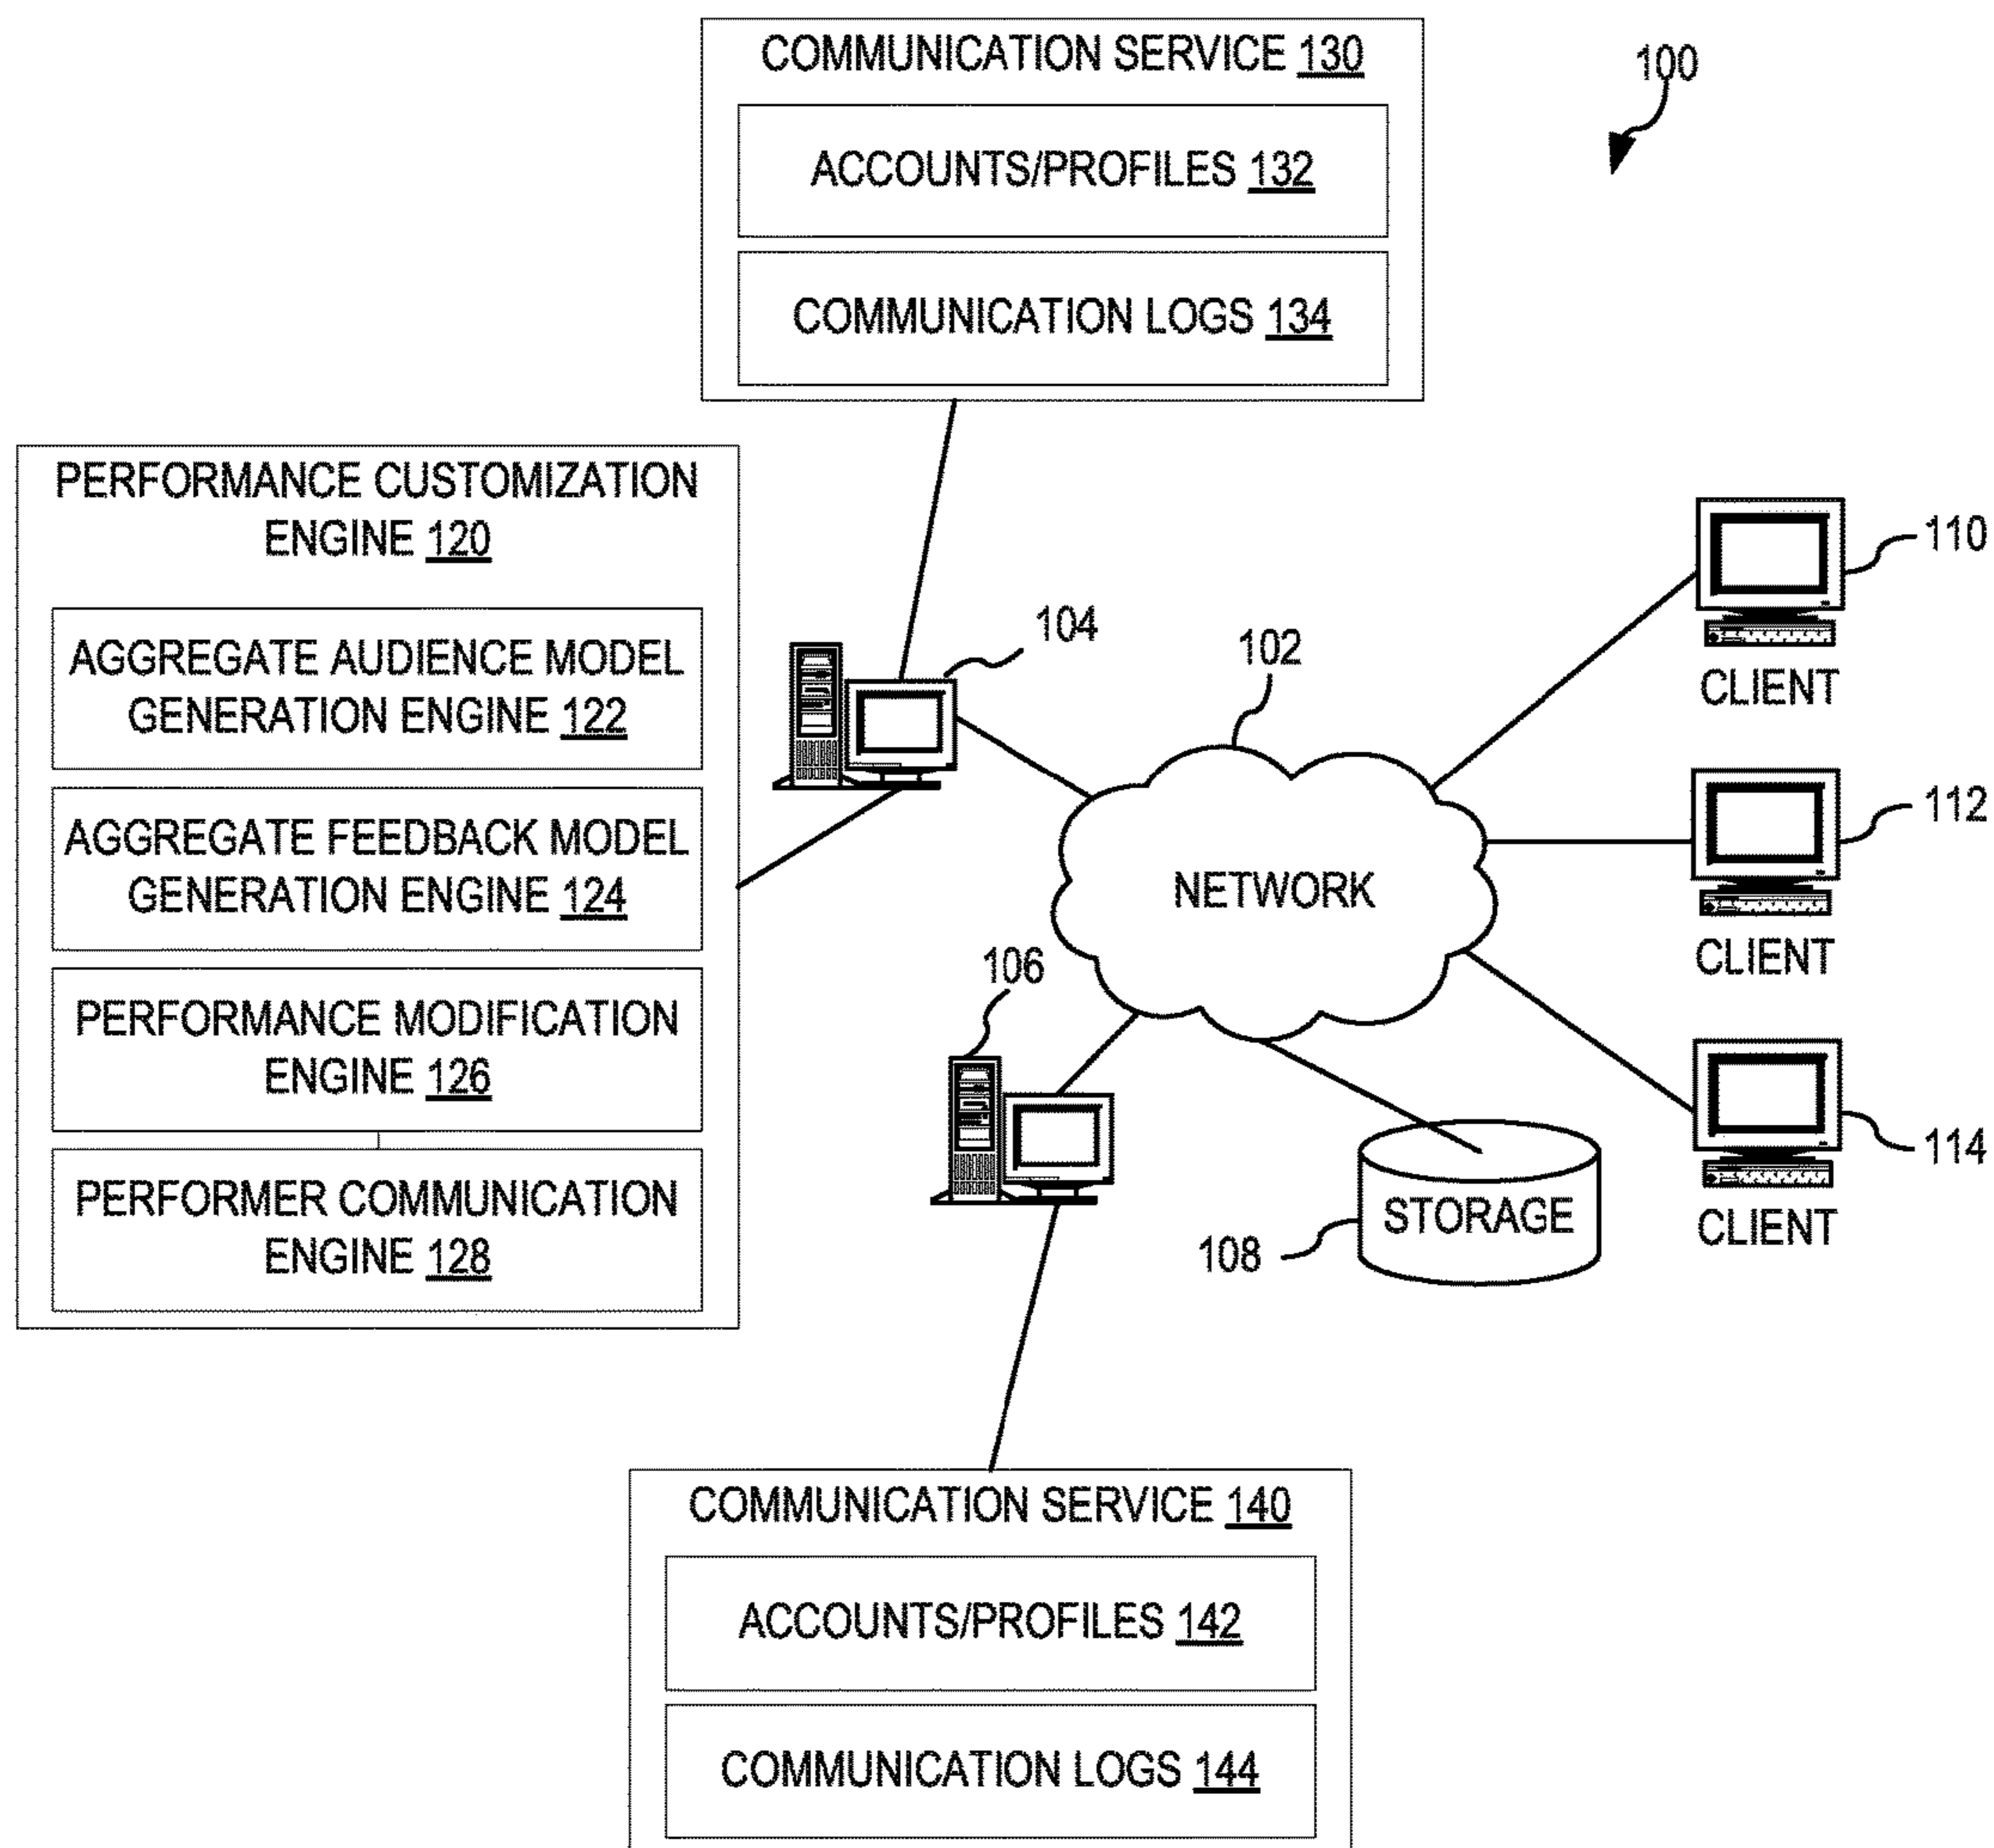 COMMUNICATION SERVICE 130
ACCOUNTS/PROFILES 132
COMMUNICATION LOGS 134
100
PERFORMANCE CUSTOMIZATION
ENGINE 120
AGGREGATE AUDIENCE MODEL
GENERATION ENGINE 122
AGGREGATE FEEDBACK MODEL
GENERATION ENGINE 124
PERFORMANCE MODIFICATION
ENGINE 126
PERFORMER COMMUNICATION
ENGINE 128
104
102
NETWORK
106
110
CLIENT
112
CLIENT
114
CLIENT
STORAGE
108
COMMUNICATION SERVICE 140
ACCOUNTS/PROFILES 142
COMMUNICATION LOGS 144